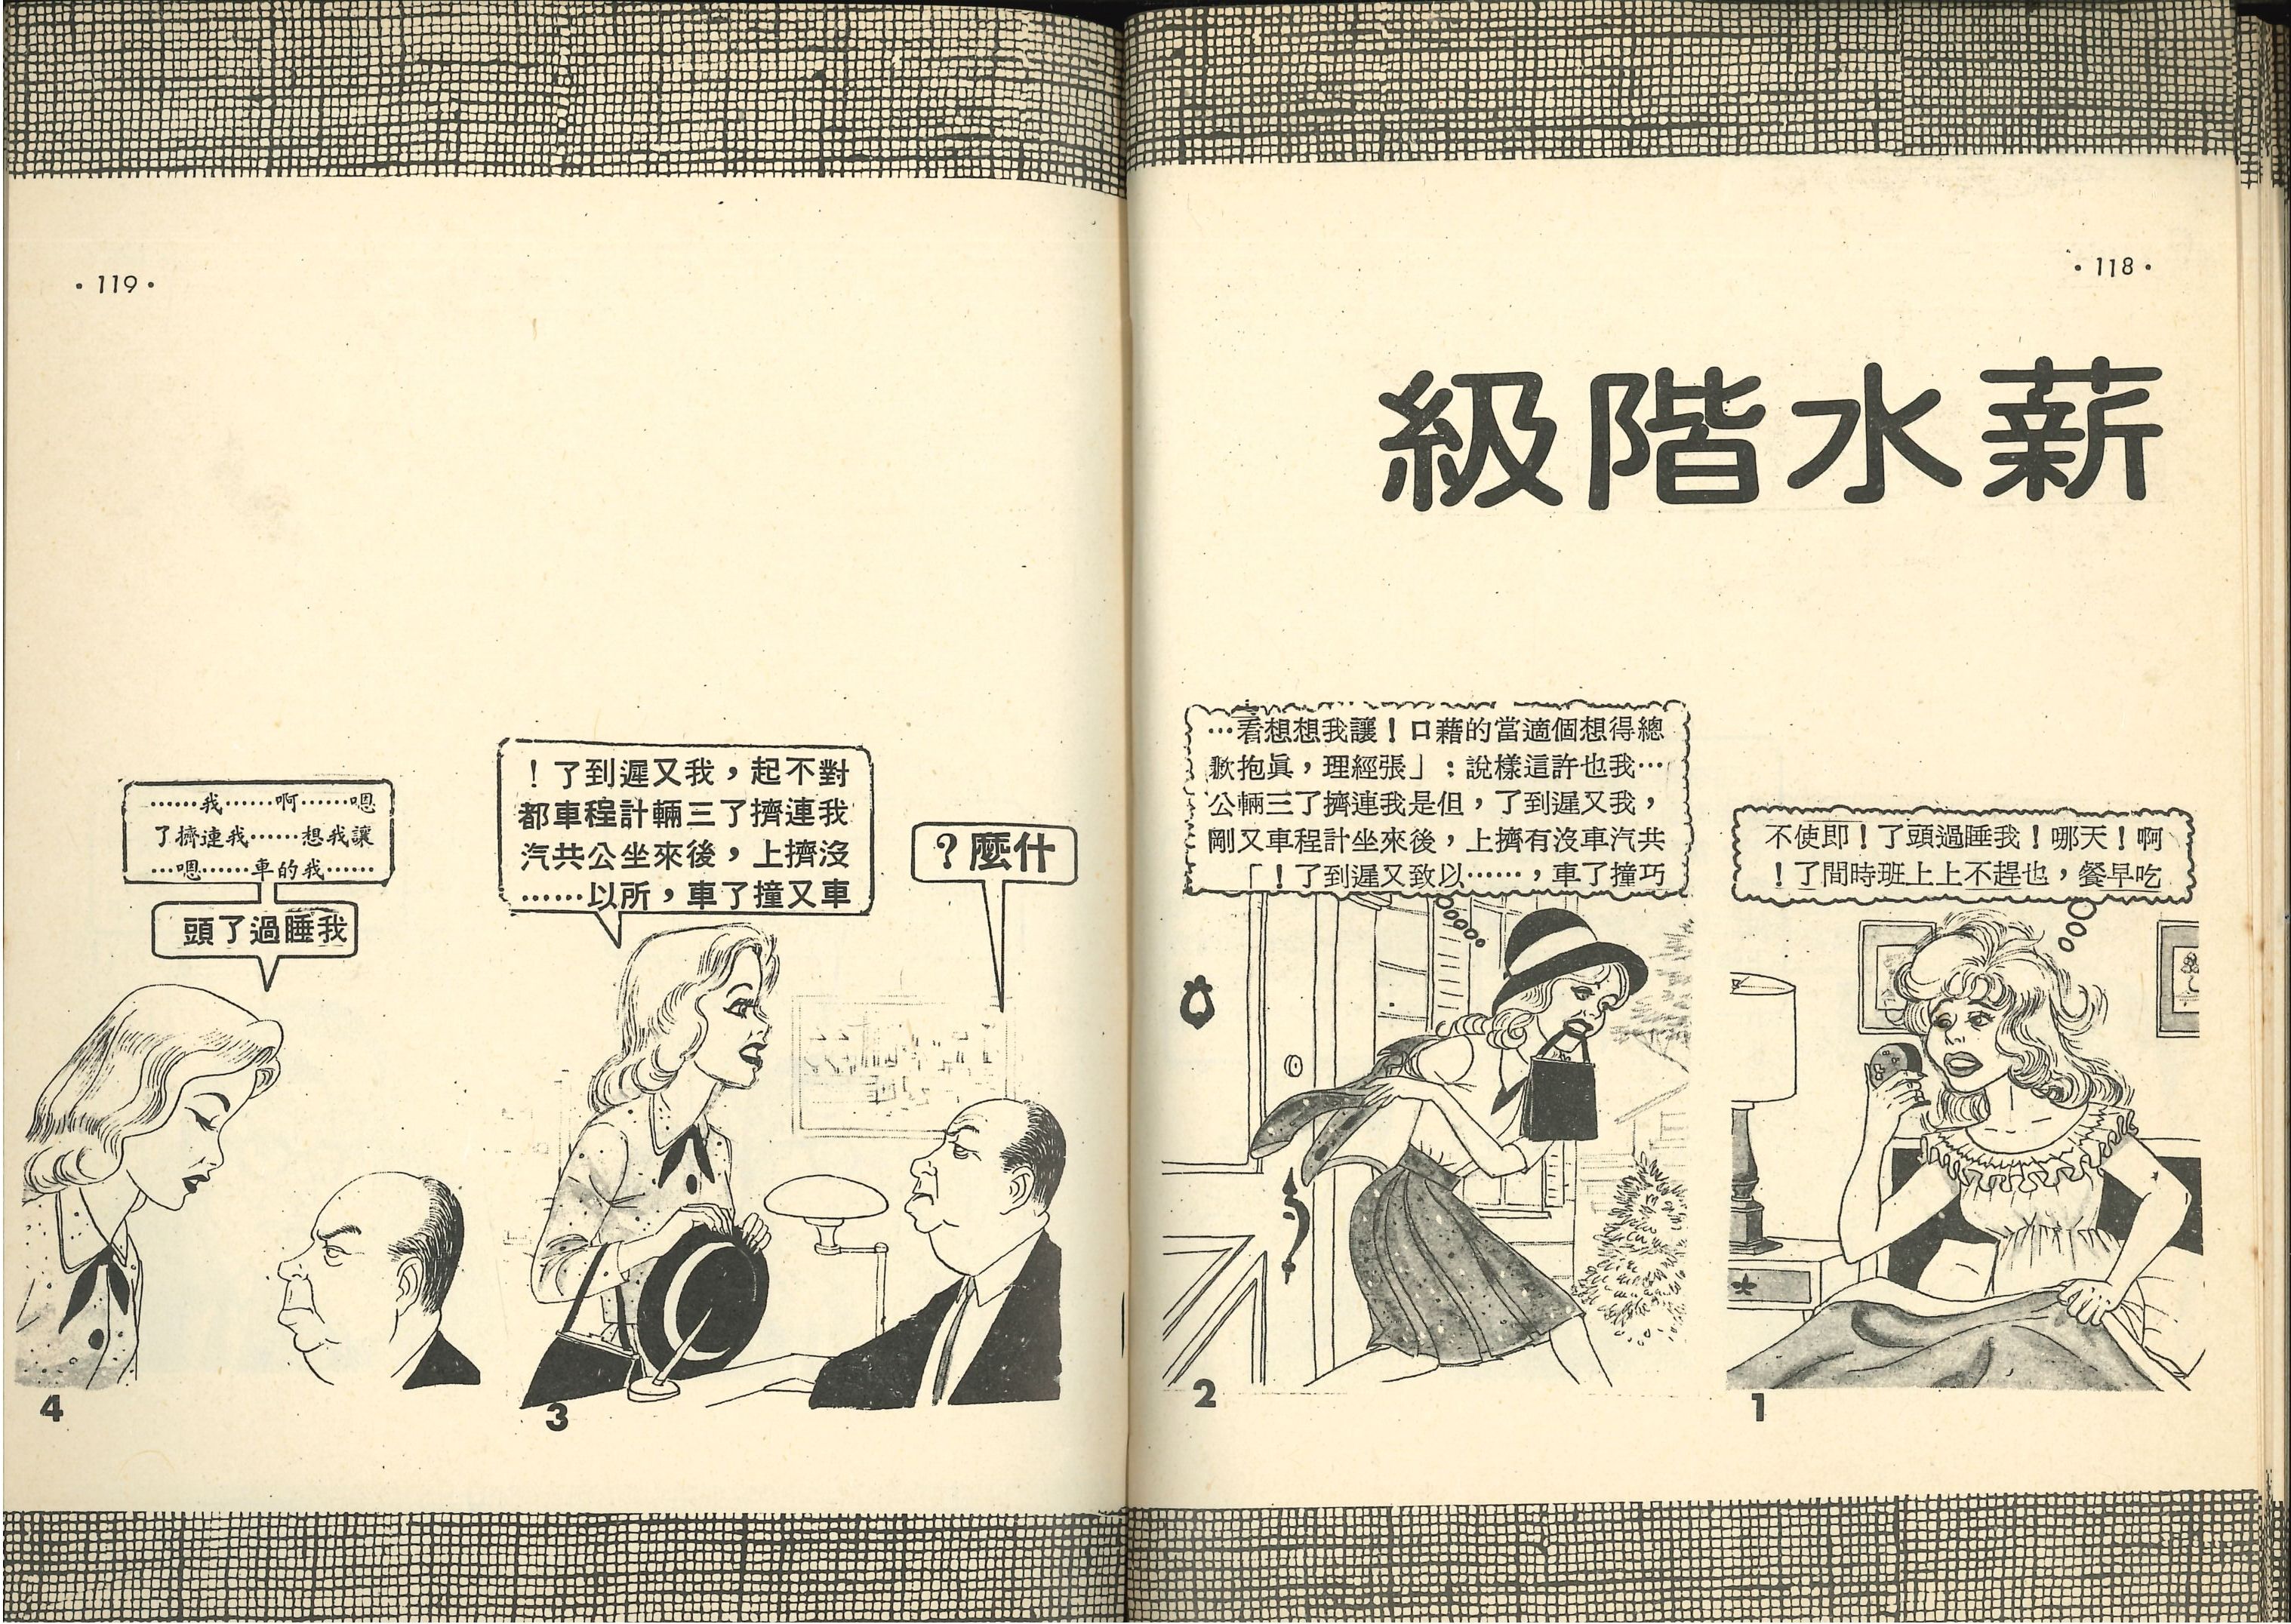 ·118·
薪水階級
啊！天哪！我睡過頭了！即使不
吃早餐，也趕不上上班時間了！
1
總得想個適當的藉口！讓我想想看…
…我也許這樣說：「張經理，眞抱歉
，我又遲到了，但是我連擠了三輛公
共汽車沒有擠上，後來坐計程車又剛
巧撞了車，……以致又遲到了！」
2
·119·
什麼？
對不起，我又遲到了！
我連擠了三輛計程車都
沒擠上，後來坐公共汽
車又撞了車，所以……
3
嗯……啊……我……
讓我想……我連擠了
……我的車……嗯…
我睡過了頭
4